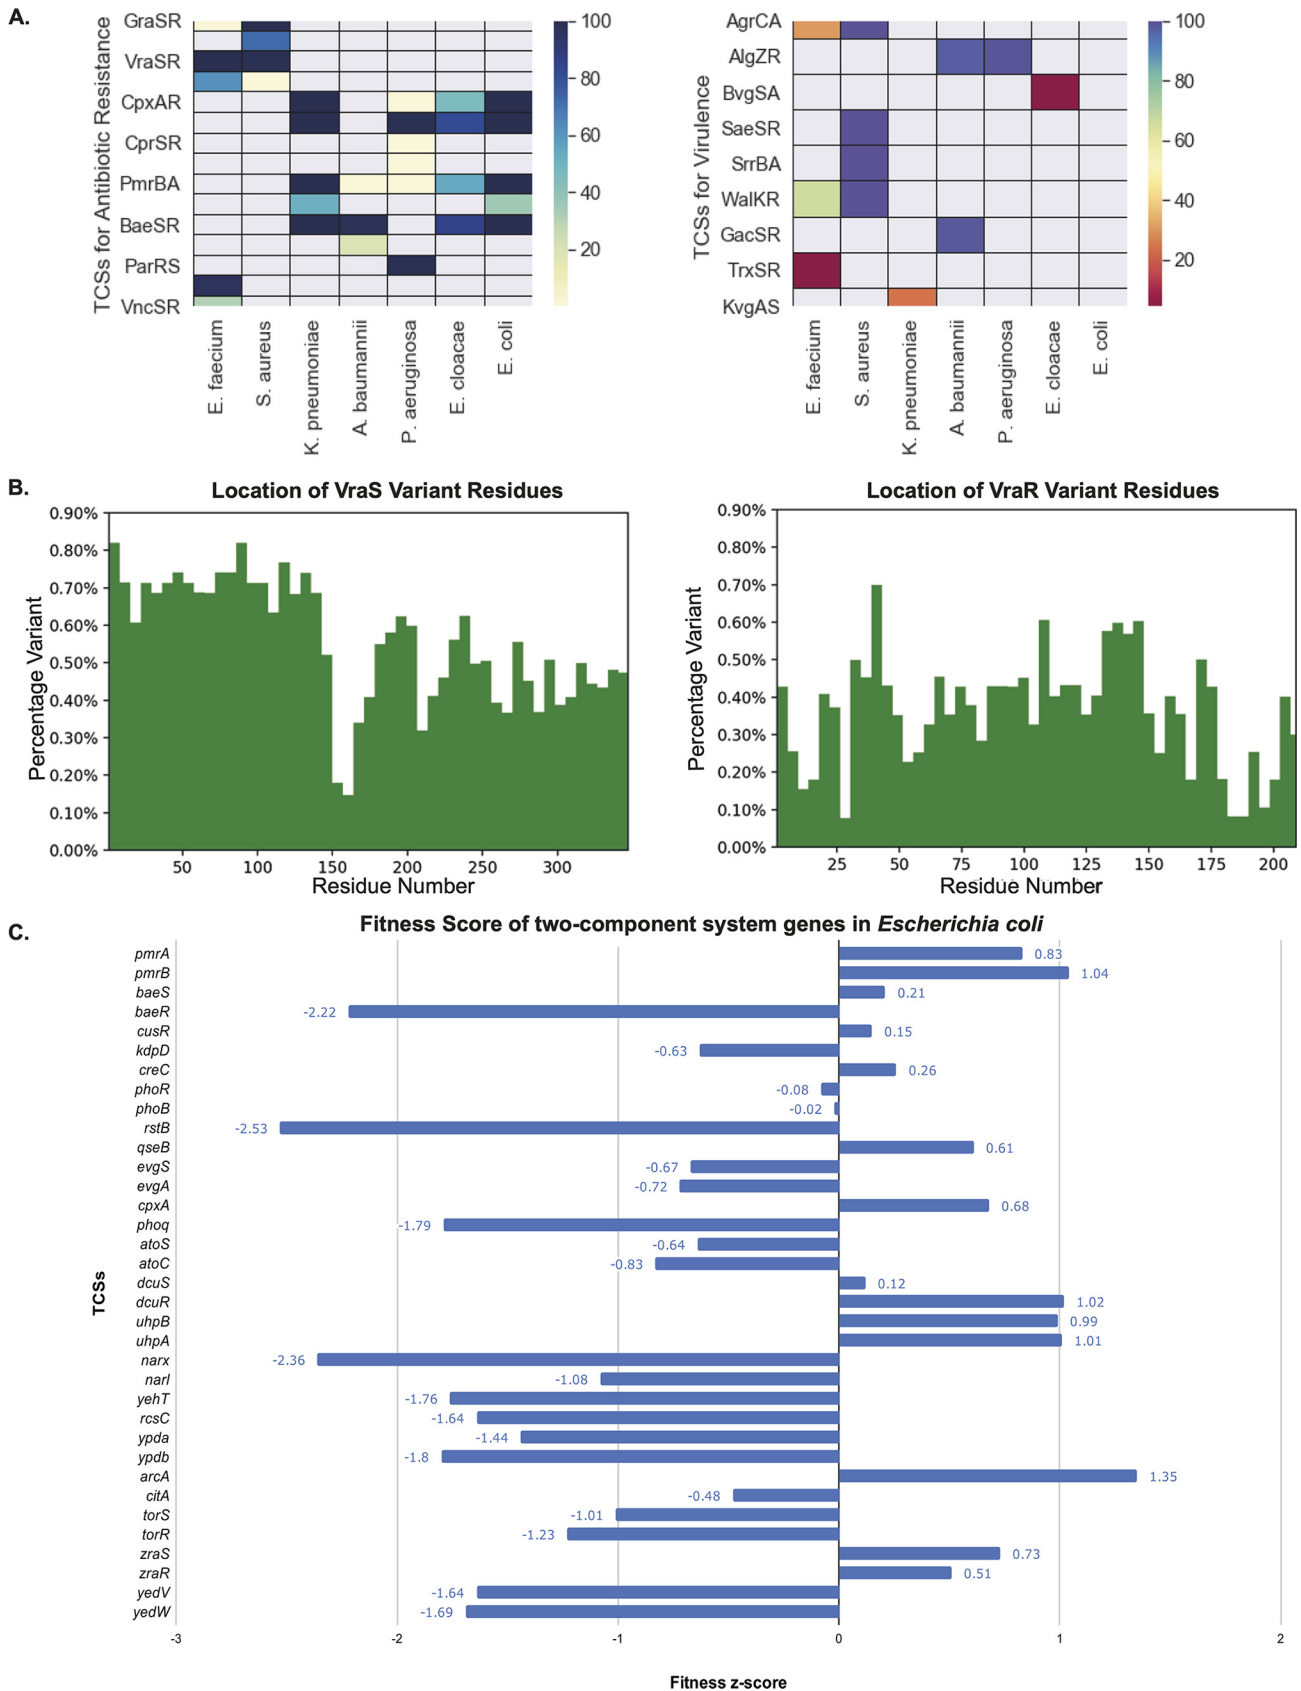 A.
TCSs for Antibiotic Resistance
GraSR
VraSR
CpxAR
CprSR
PmrBA
BaeSR
ParRS
VncSR
E. faecium
S. aureus
K. pneumoniae
A. baumannii
P. aeruginosa
E. cloacae
E. coli
100
80
60
40
20
TCSs for Virulence
AgrCA
AlgZR
BvgSA
SaeSR
SrrBA
WalKR
GacSR
TrxSR
KvgAS
E. faecium
S. aureus
K. pneumoniae
A. baumannii
P. aeruginosa
E. cloacae
E. coli
100
80
60
40
20
B.
Location of VraS Variant Residues
Percentage Variant
0.90%
0.80%
0.70%
0.60%
0.50%
0.40%
0.30%
0.20%
0.10%
0.00%
50 100 150 200 250 300
Residue Number
Location of VraR Variant Residues
Percentage Variant
0.90%
0.80%
0.70%
0.60%
0.50%
0.40%
0.30%
0.20%
0.10%
0.00%
25 50 75 100 125 150 175 200
Residue Number
C.
Fitness Score of two-component system genes in Escherichia coli
TCSs
pmrA 0.83
pmrB 1.04
baeS 0.21
baeR -2.22
cusR 0.15
kdpD -0.63
creC 0.26
phoR -0.08
phoB -0.02
rstB -2.53
qseB 0.61
evgS -0.67
evgA -0.72
cpxA 0.68
phoq -1.79
atoS -0.64
atoC -0.83
dcuS 0.12
dcuR 1.02
uhpB 0.99
uhpA 1.01
narx -2.36
narI -1.08
yehT -1.76
rcsC -1.64
ypda -1.44
ypdb -1.8
arcA 1.35
citA -0.48
torS -1.01
torR -1.23
zraS 0.73
zraR 0.51
yedV -1.64
yedW -1.69
-3 -2 -1 0 1 2
Fitness z-score